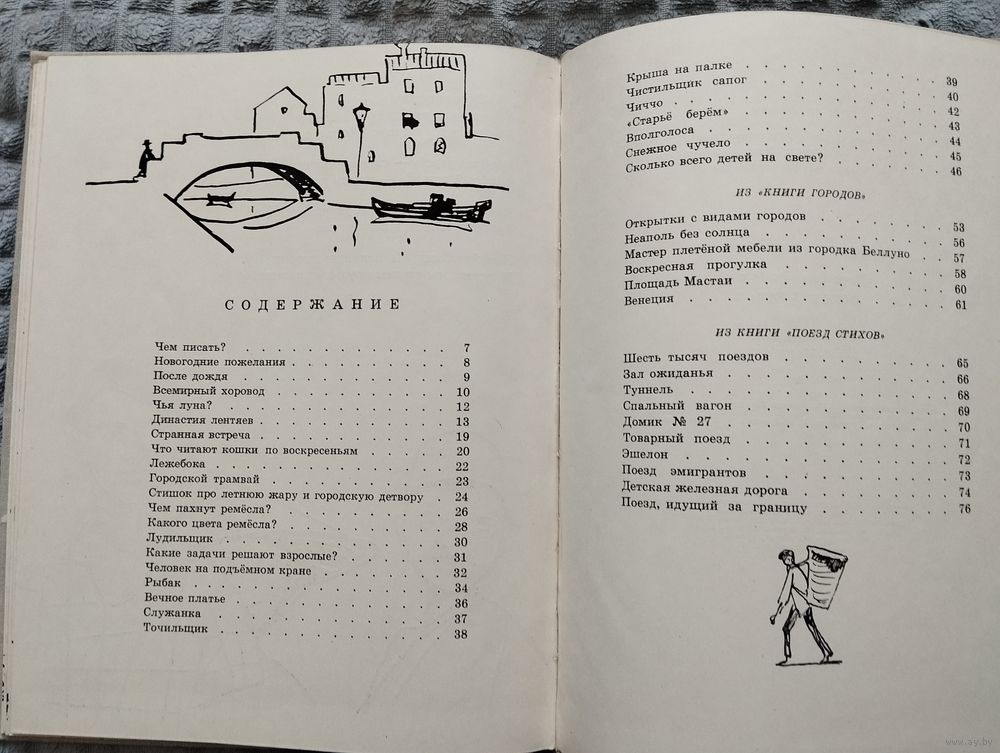 СОДЕРЖАНИЕ
Чем писать? . . . . . . . . . . . . 7
Новогодние пожелания . . . . . . . . . 8
После дождя . . . . . . . . . . . . 9
Всемирный хоровод . . . . . . . . . . 10
Чья луна? . . . . . . . . . . . . 12
Династия лентяев . . . . . . . . . . 13
Странная встреча . . . . . . . . . . 19
Что читают кошки по воскресеньям . . . . . 20
Лежебока . . . . . . . . . . . . 22
Городской трамвай . . . . . . . . . . 23
Стишок про летнюю жару и городскую детвору . 24
Чем пахнут ремёсла? . . . . . . . . . 26
Какого цвета ремёсла? . . . . . . . . 28
Лудильщик . . . . . . . . . . . . 30
Какие задачи решают взрослые? . . . . . . 31
Человек на подъёмном кране . . . . . . . 32
Рыбак . . . . . . . . . . . . . 34
Вечное платье . . . . . . . . . . . 36
Служанка . . . . . . . . . . . . 37
Точильщик . . . . . . . . . . . . 38
Крыша на палке . . . . . . . . . . 39
Чистильщик сапог . . . . . . . . . . 40
Чиччо . . . . . . . . . . . . . 42
«Старьё берём» . . . . . . . . . . 43
Вполголоса . . . . . . . . . . . . 44
Снежное чучело . . . . . . . . . . 45
Сколько всего детей на свете? . . . . . . 46
ИЗ «КНИГИ ГОРОДОВ»
Открытки с видами городов . . . . . . . 53
Неаполь без солнца . . . . . . . . . 56
Мастер плетёной мебели из городка Беллуно . . 57
Воскресная прогулка . . . . . . . . . 58
Площадь Мастаи . . . . . . . . . . 60
Венеция . . . . . . . . . . . . 61
ИЗ КНИГИ «ПОЕЗД СТИХОВ»
Шесть тысяч поездов . . . . . . . . . 65
Зал ожиданья . . . . . . . . . . . 66
Туннель . . . . . . . . . . . . 68
Спальный вагон . . . . . . . . . . 69
Домик № 27 . . . . . . . . . . . 70
Товарный поезд . . . . . . . . . . 71
Эшелон . . . . . . . . . . . . . 72
Поезд эмигрантов . . . . . . . . . . 73
Детская железная дорога . . . . . . . 74
Поезд, идущий за границу . . . . . . . 76
www.ay.by